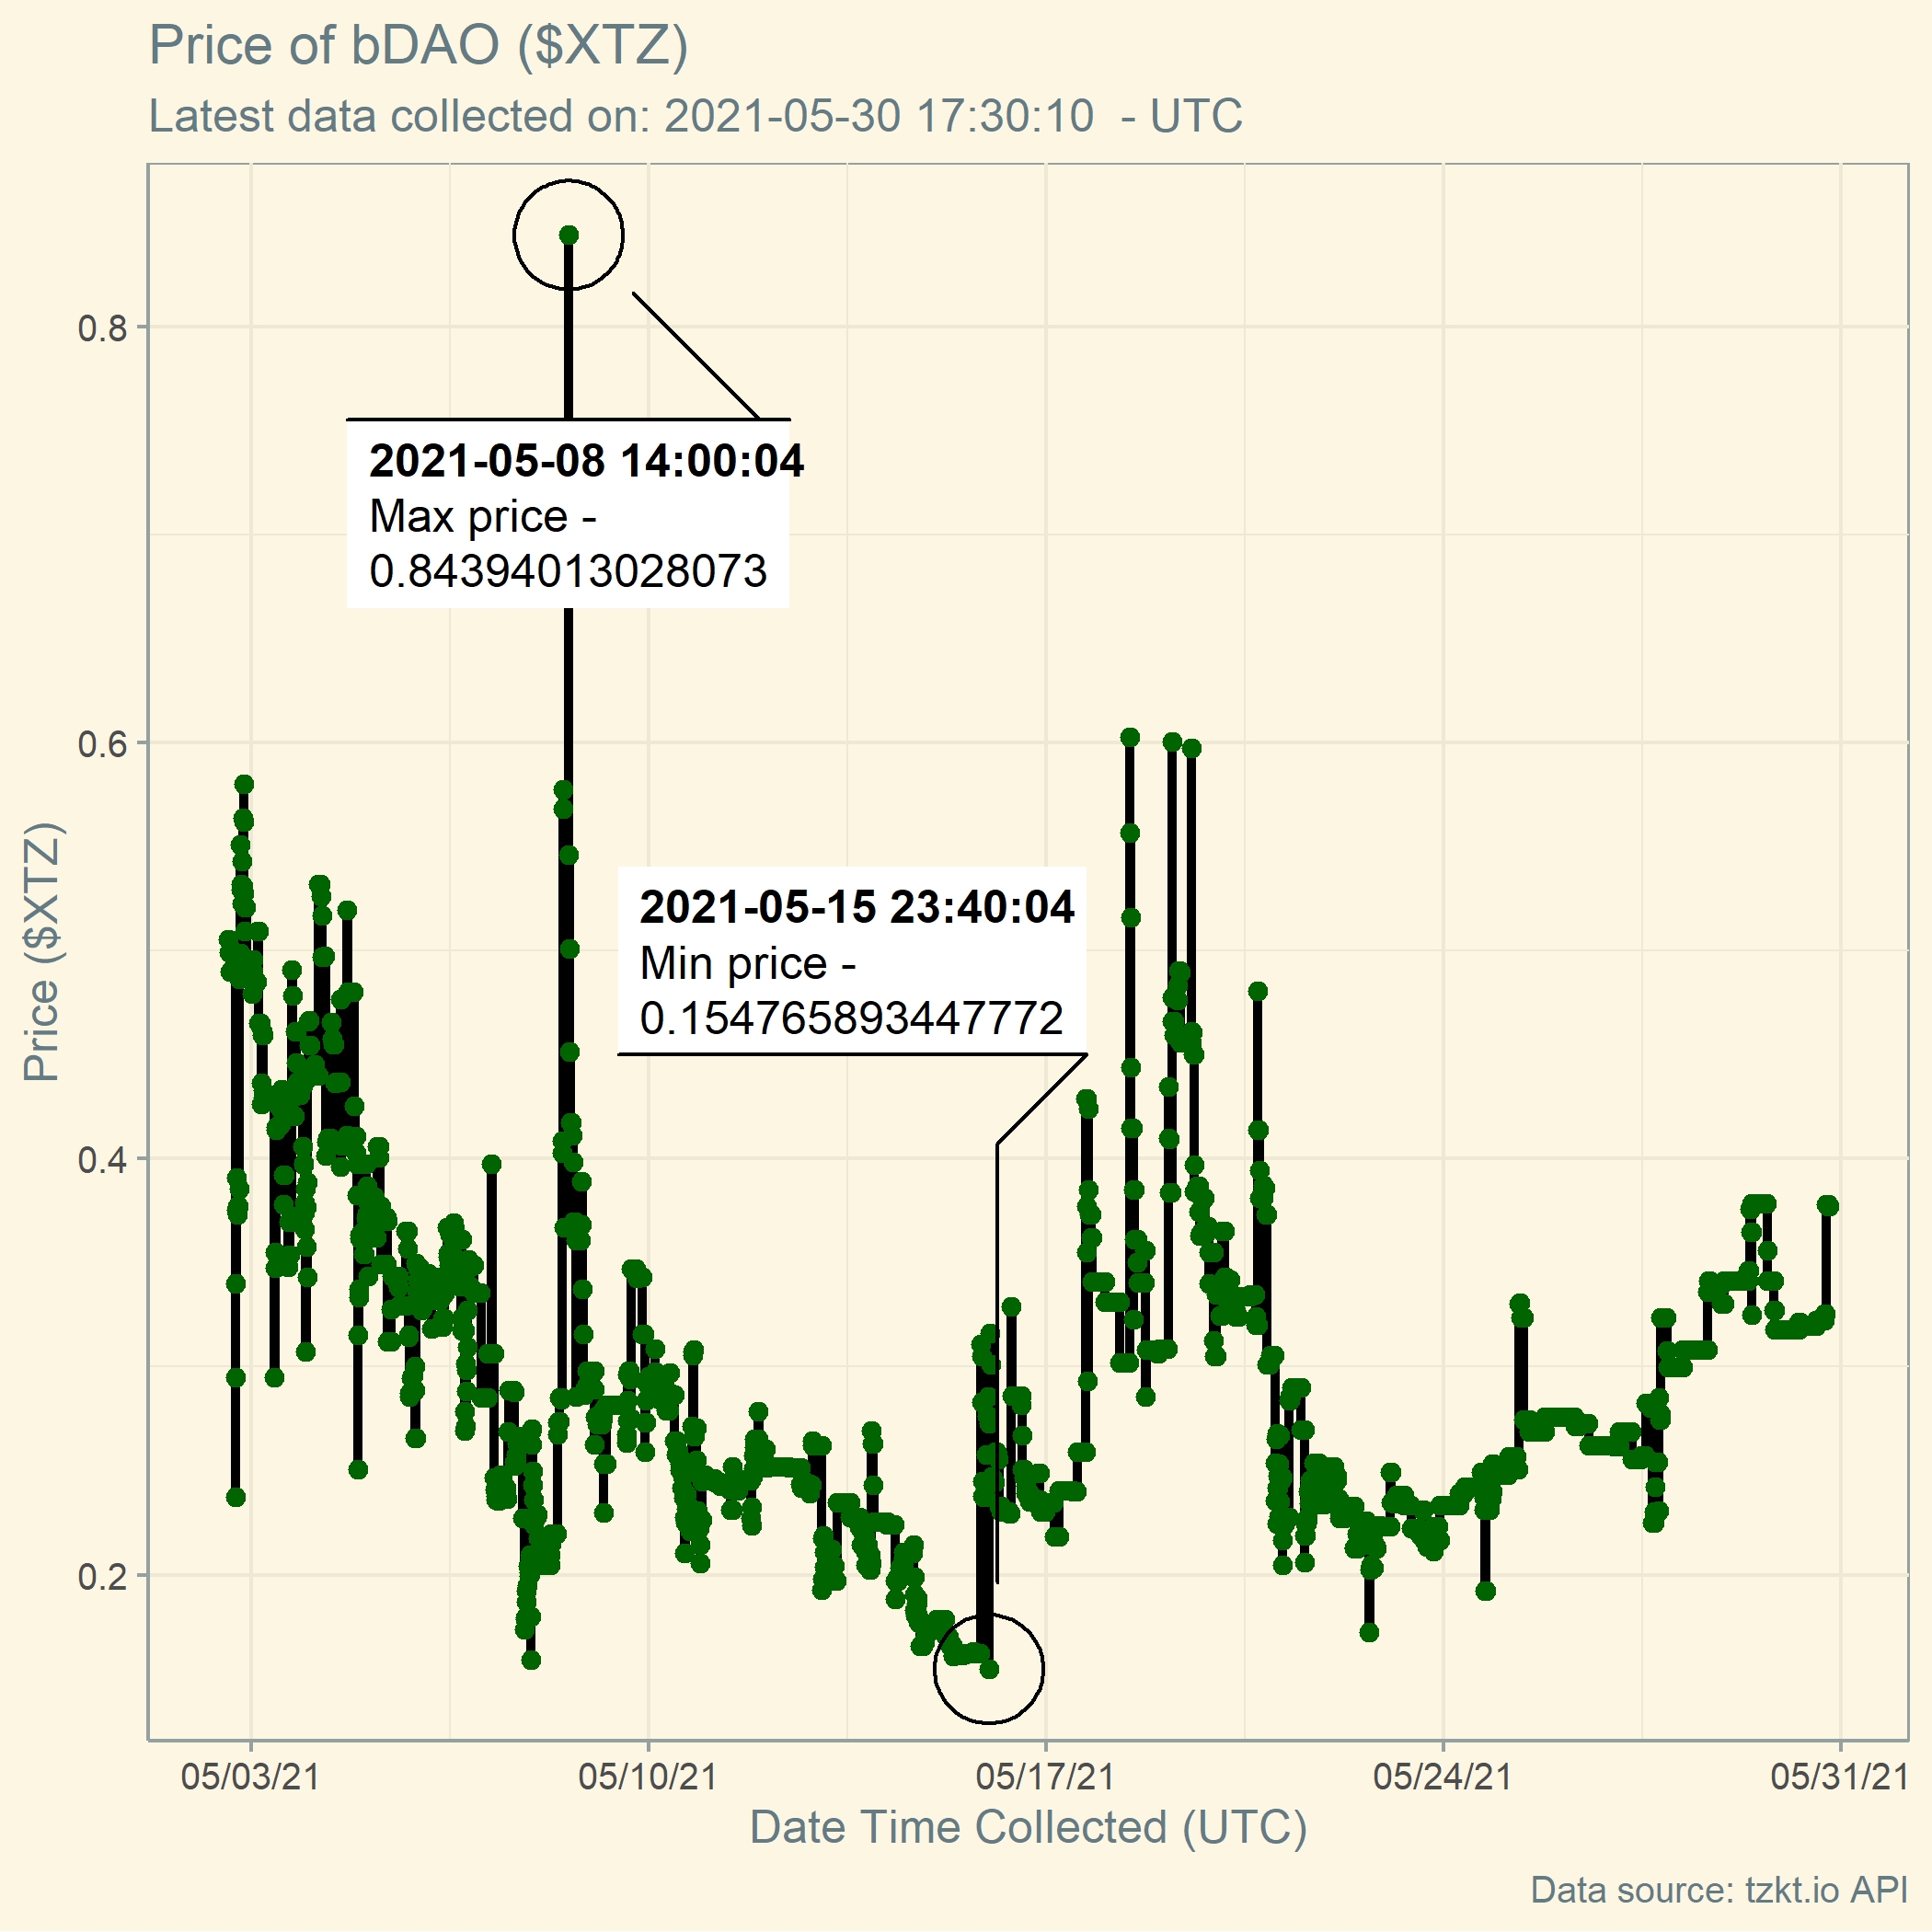 Price of bDAO ($XTZ)
Latest data collected on: 2021-05-30 17:30:10  - UTC
Price ($XTZ)
0.8
0.6
0.4
0.2
2021-05-08 14:00:04
Max price -
0.84394013028073
2021-05-15 23:40:04
Min price -
0.154765893447772
05/03/21
05/10/21
05/17/21
05/24/21
05/31/21
Date Time Collected (UTC)
Data source: tzkt.io API